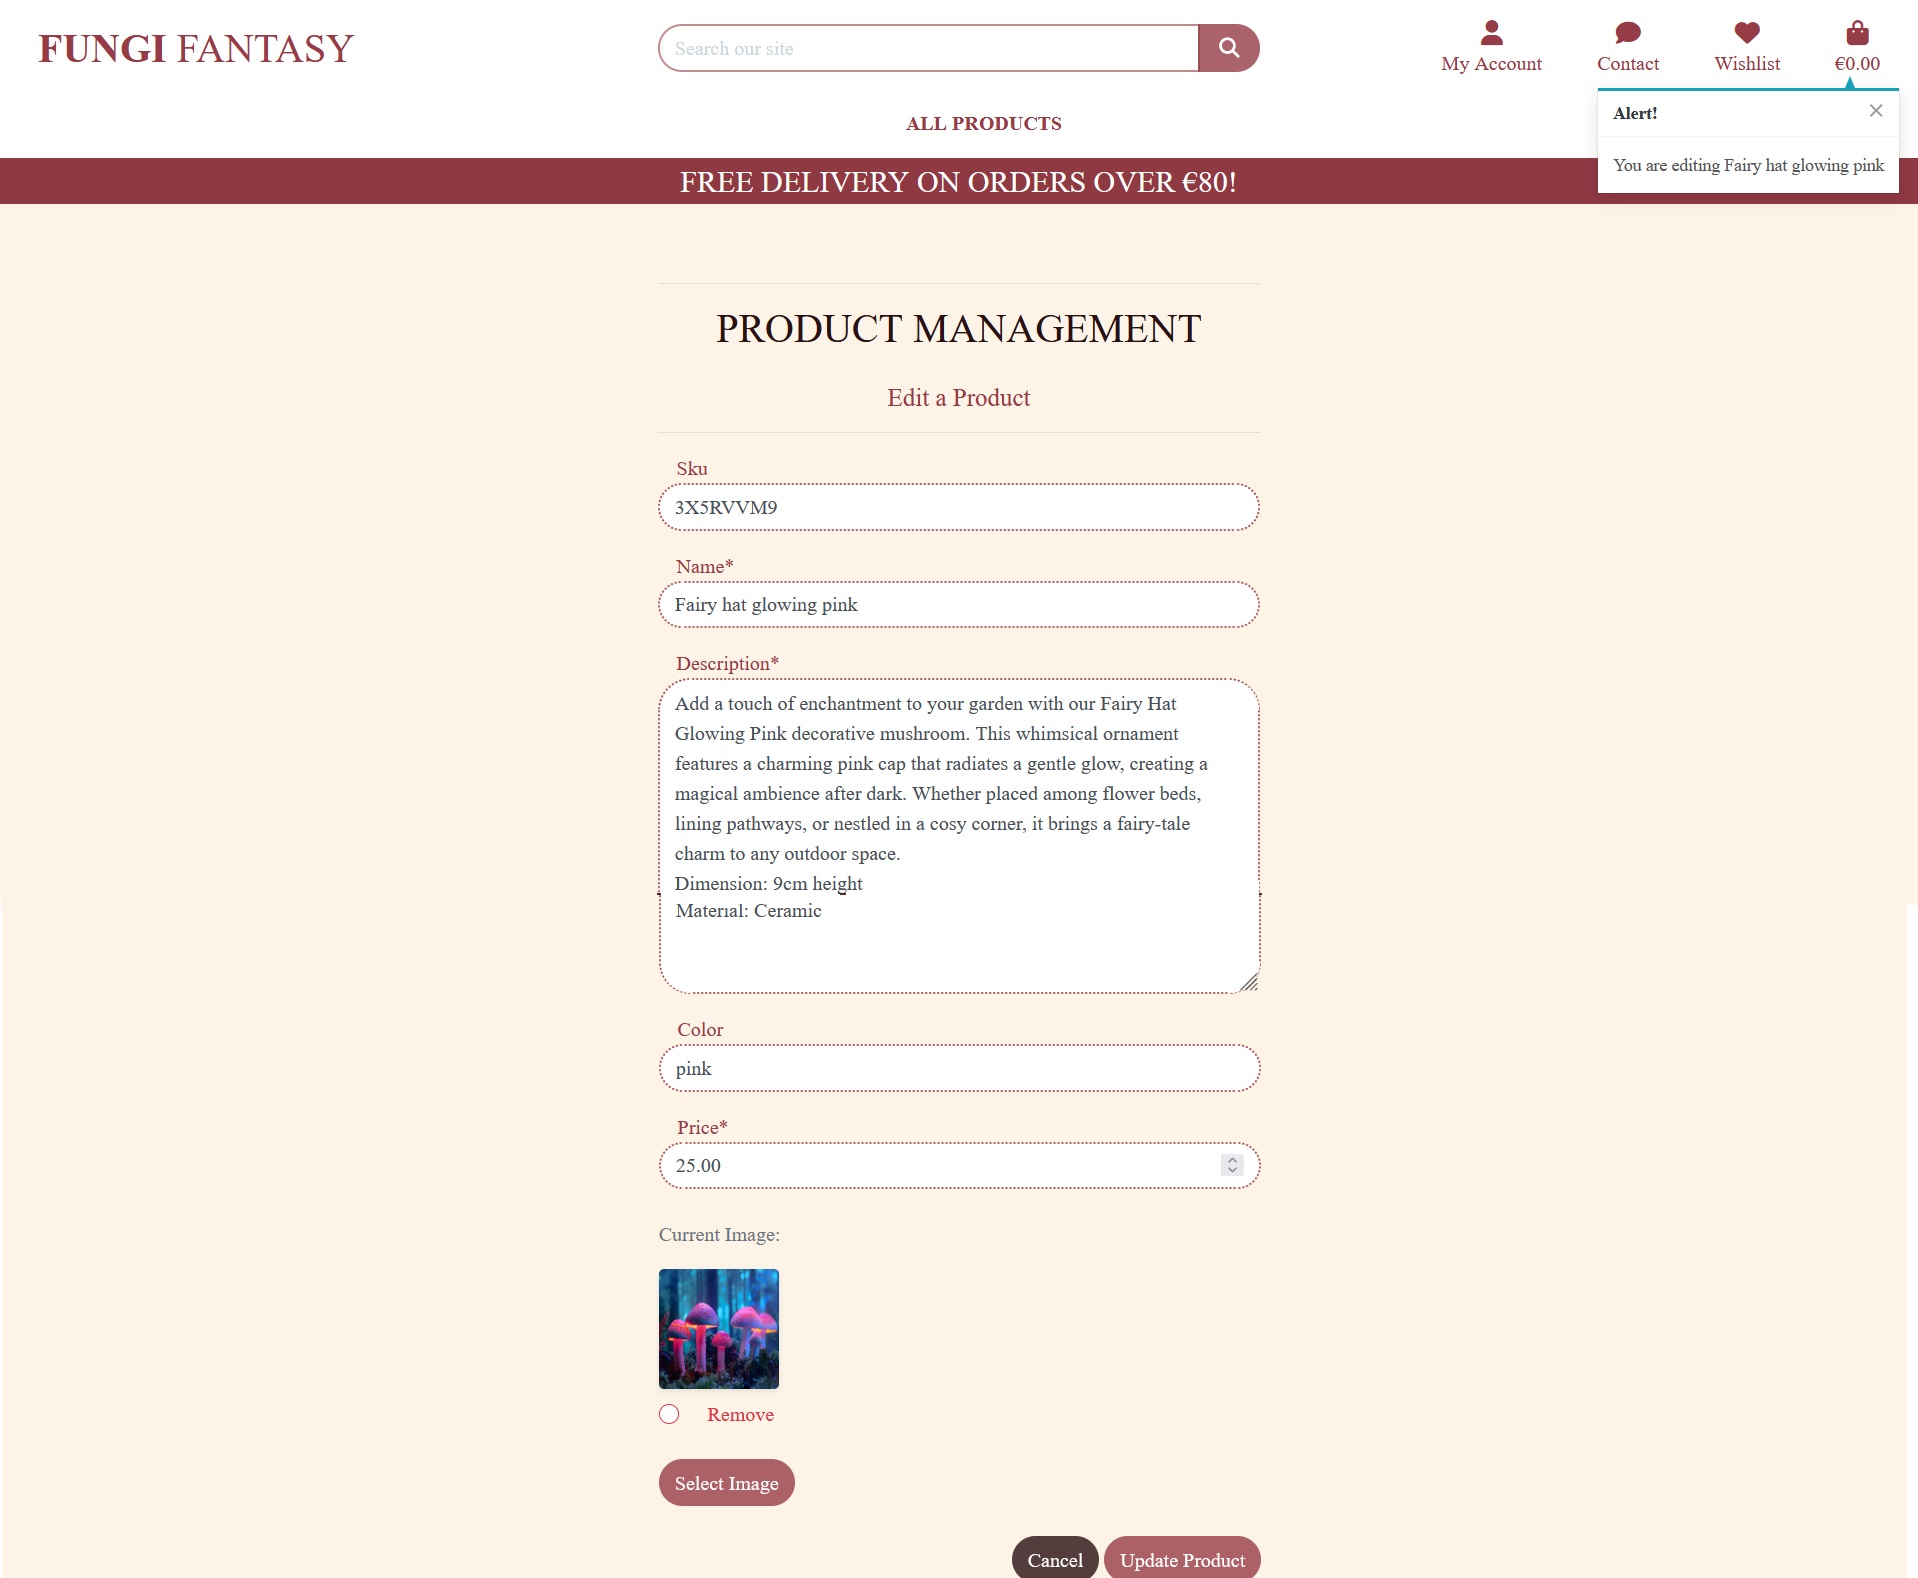 FUNGI FANTASY
Search our site
My Account
Contact
Wishlist
€0.00
ALL PRODUCTS
Alert!
You are editing Fairy hat glowing pink
FREE DELIVERY ON ORDERS OVER €80!
PRODUCT MANAGEMENT
Edit a Product
Sku
3X5RVVM9
Name*
Fairy hat glowing pink
Description*
Add a touch of enchantment to your garden with our Fairy Hat
Glowing Pink decorative mushroom. This whimsical ornament
features a charming pink cap that radiates a gentle glow, creating a
magical ambience after dark. Whether placed among flower beds,
lining pathways, or nestled in a cosy corner, it brings a fairy-tale
charm to any outdoor space.
Dimension: 9cm height
Material: Ceramic
Color
pink
Price*
25.00
Current Image:
Remove
Select Image
Cancel
Update Product